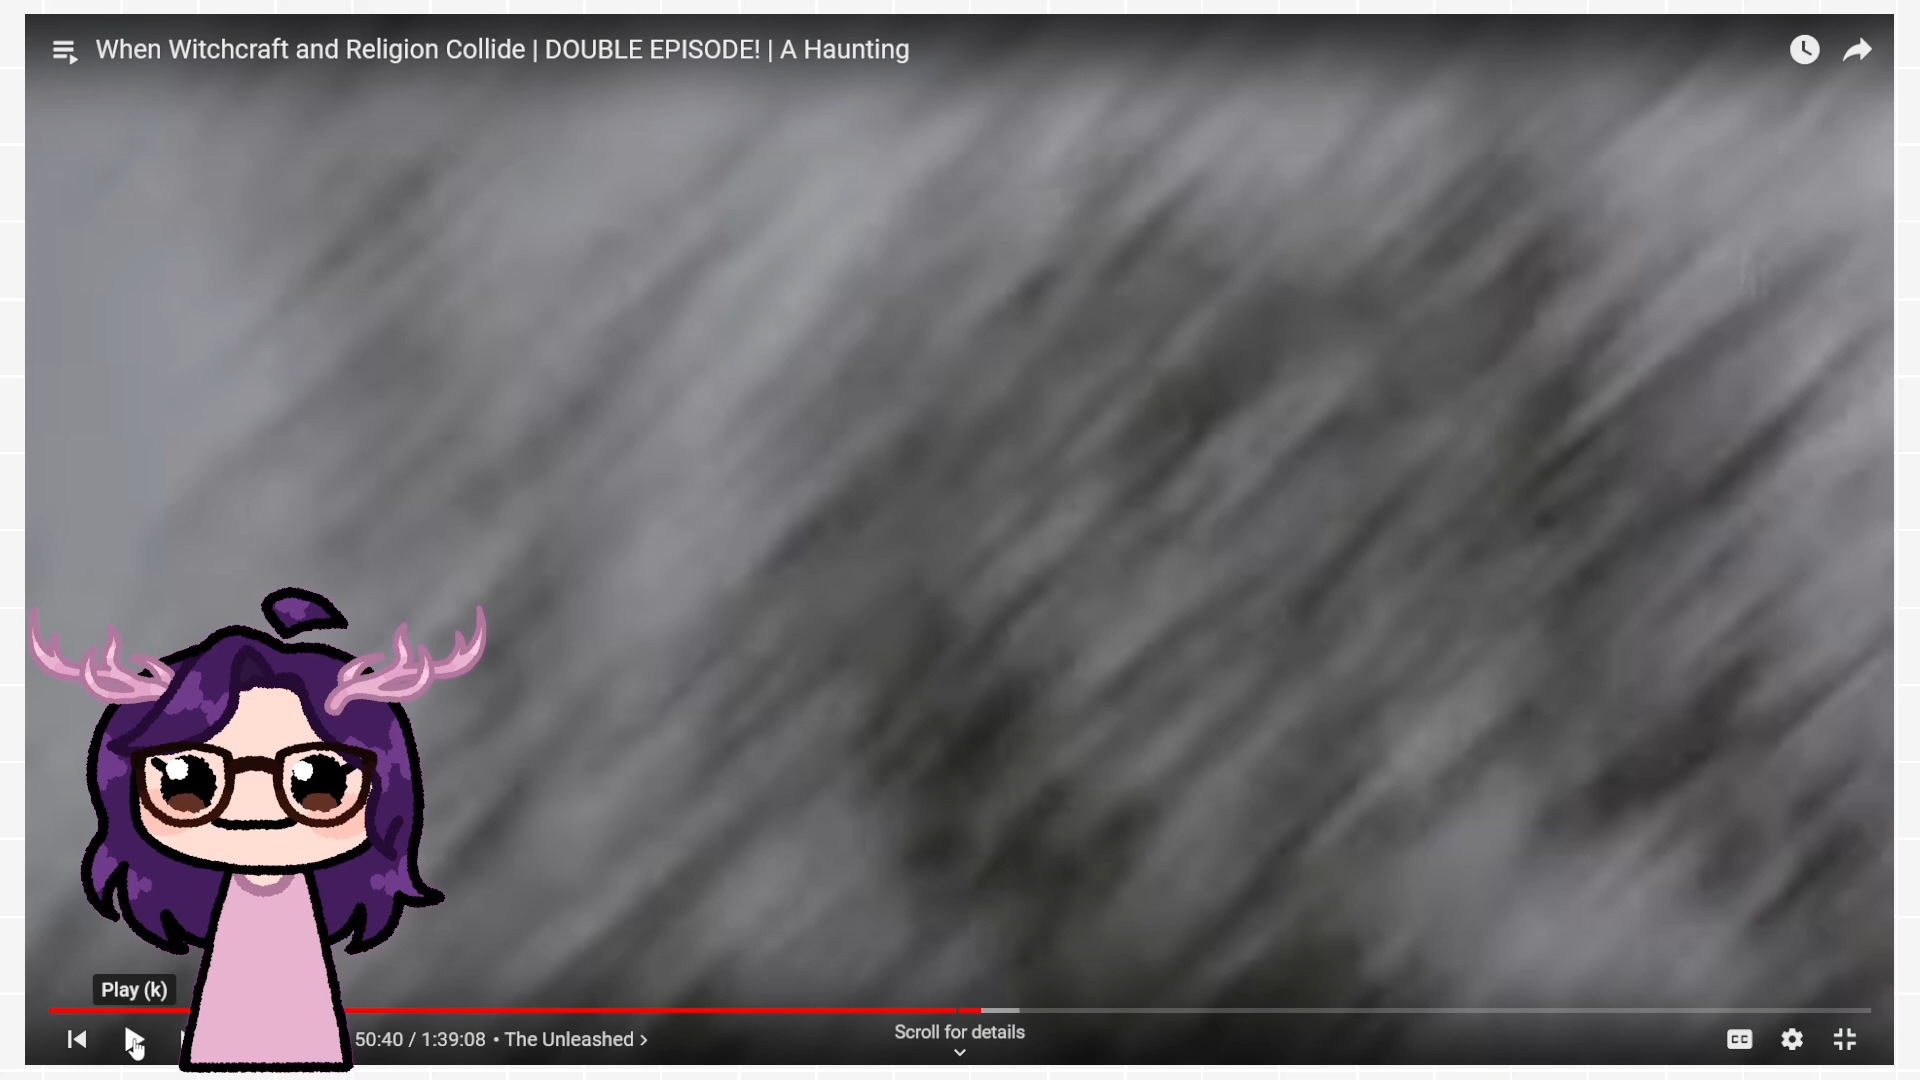 When Witchcraft and Religion Collide | DOUBLE EPISODE! | A Haunting
Play (k)
50:40 / 1:39:08 • The Unleashed >
Scroll for details
CC